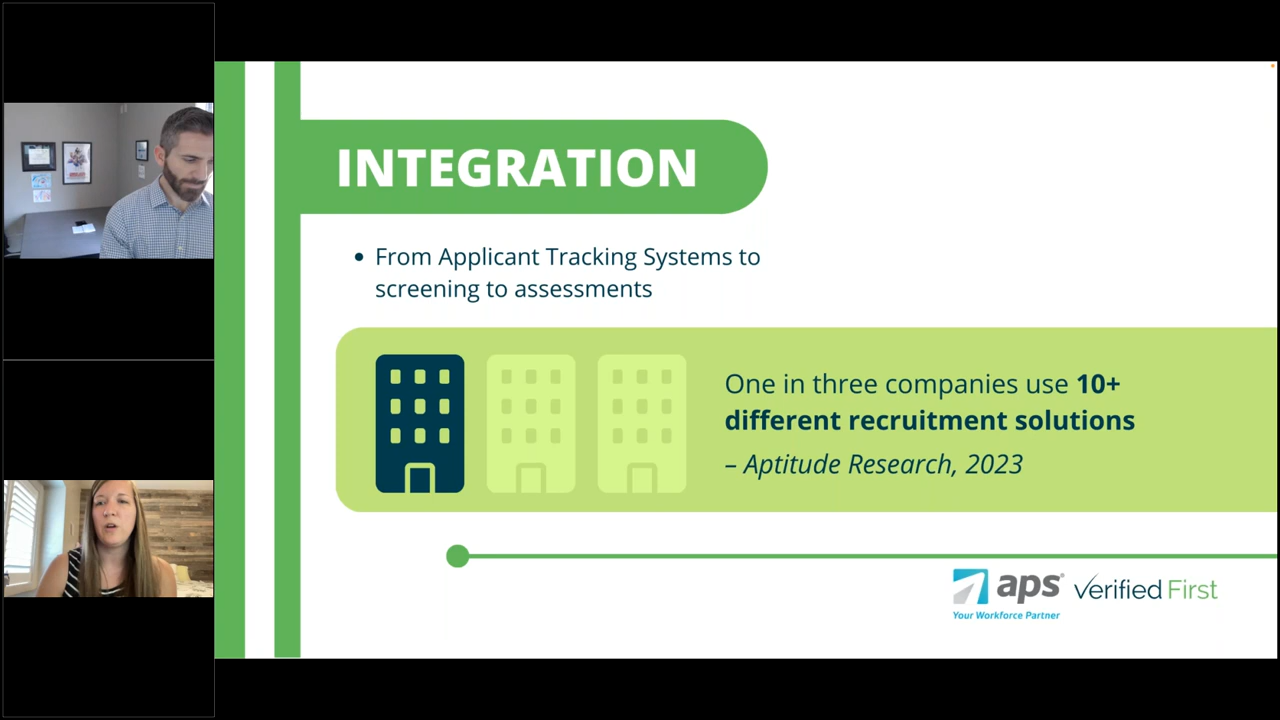 INTEGRATION
• From Applicant Tracking Systems to
screening to assessments
One in three companies use 10+
different recruitment solutions
– Aptitude Research, 2023
aps®
Your Workforce Partner
Verified First